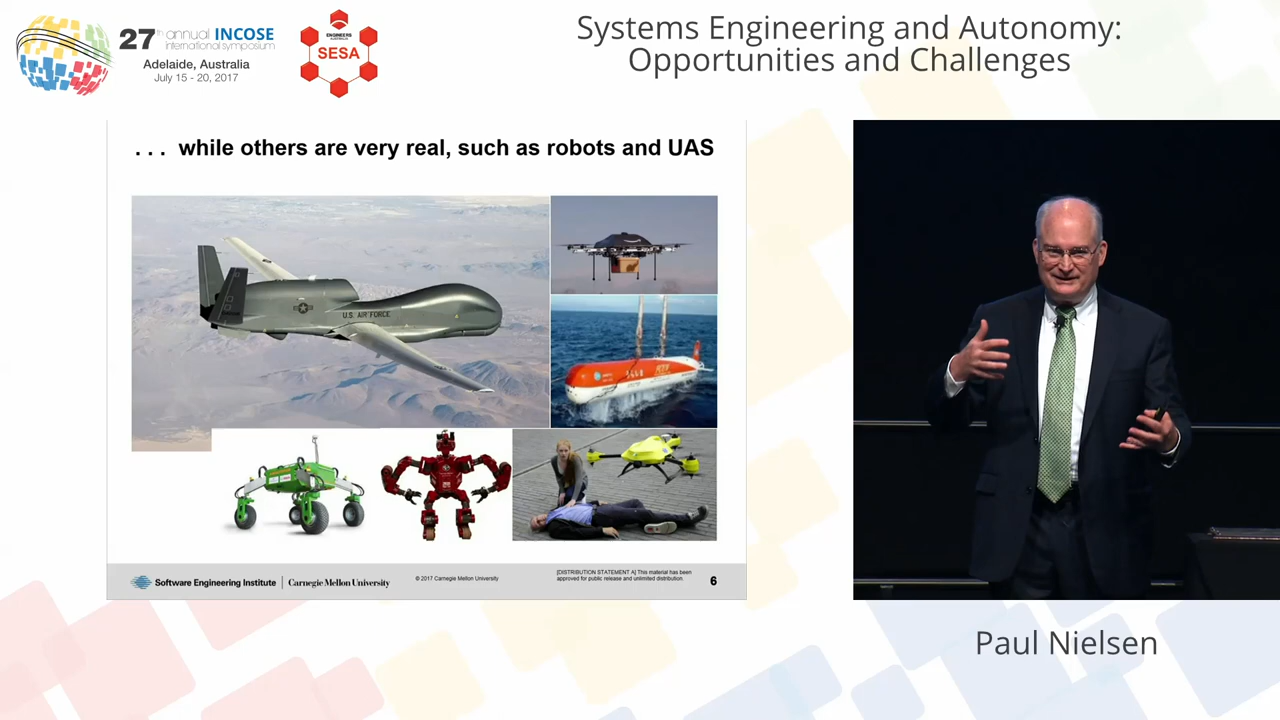 27th annual INCOSE
international symposium
Adelaide, Australia
July 15 - 20, 2017
ENGINEERS
AUSTRALIA
SESA
Systems Engineering and Autonomy:
Opportunities and Challenges
. . . while others are very real, such as robots and UAS
U.S. AIR FORCE
Software Engineering Institute
Carnegie Mellon University
© 2017 Carnegie Mellon University
[DISTRIBUTION STATEMENT A] This material has been
approved for public release and unlimited distribution.
6
Paul Nielsen